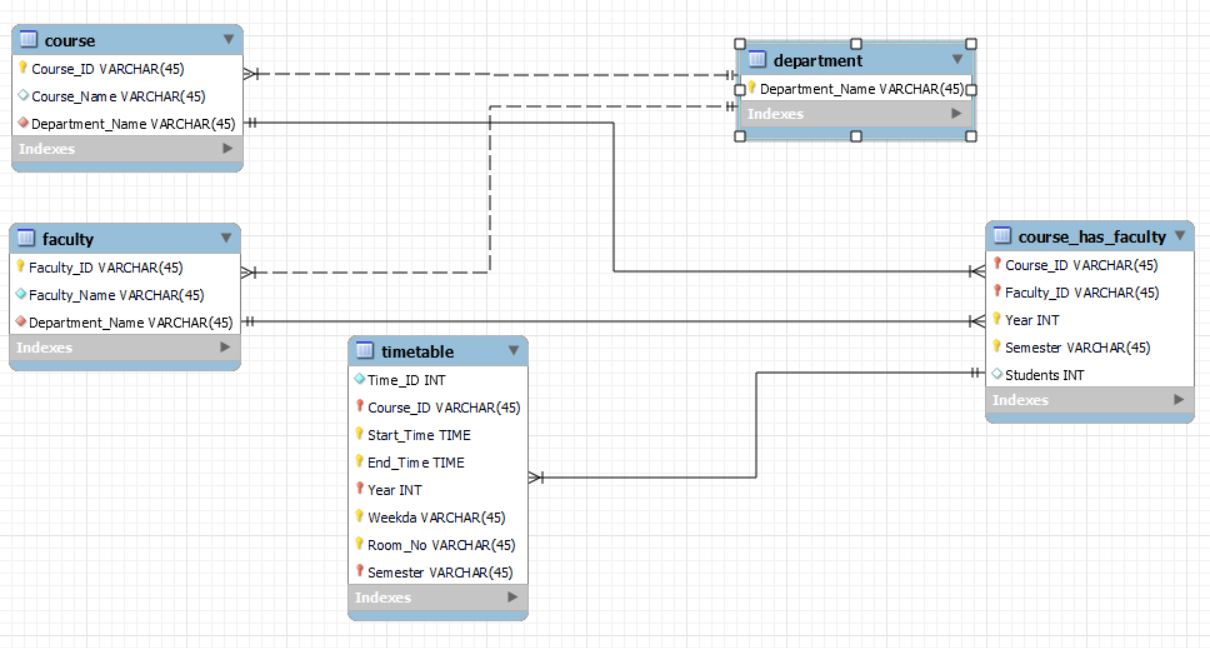 course
Course_ID VARCHAR(45)
Course_Name VARCHAR(45)
Department_Name VARCHAR(45)
Indexes
department
Department_Name VARCHAR(45)
Indexes
faculty
Faculty_ID VARCHAR(45)
Faculty_Name VARCHAR(45)
Department_Name VARCHAR(45)
Indexes
course_has_faculty
Course_ID VARCHAR(45)
Faculty_ID VARCHAR(45)
Year INT
Semester VARCHAR(45)
Students INT
Indexes
timetable
Time_ID INT
Course_ID VARCHAR(45)
Start_Time TIME
End_Time TIME
Year INT
Weekda VARCHAR(45)
Room_No VARCHAR(45)
Semester VARCHAR(45)
Indexes